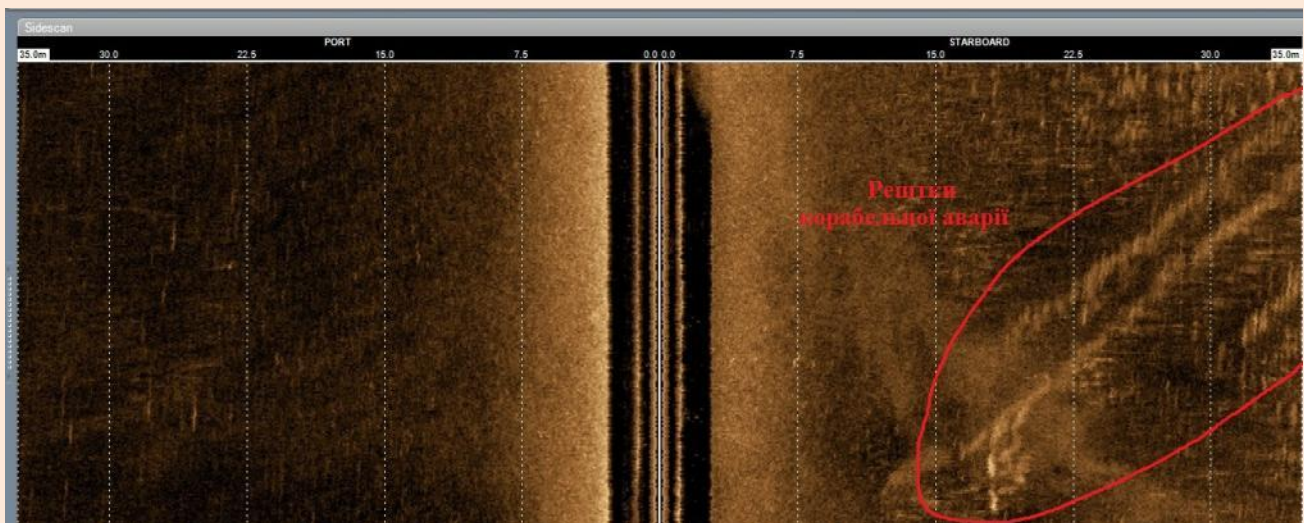 Sidescan
PORT STARBOARD
35.0m 30.0 22.5 15.0 7.5 0.0 0.0 7.5 15.0 22.5 30.0 35.0m
Рештки
корабельної аварії